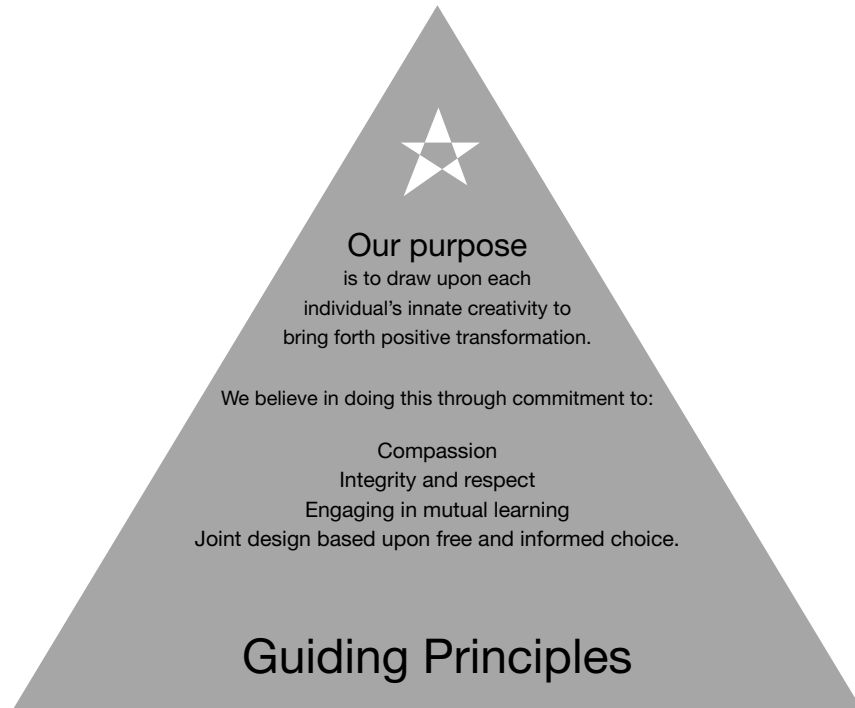 Our purpose
is to draw upon each
individual’s innate creativity to
bring forth positive transformation.
We believe in doing this through commitment to:
Compassion
Integrity and respect
Engaging in mutual learning
Joint design based upon free and informed choice.
Guiding Principles